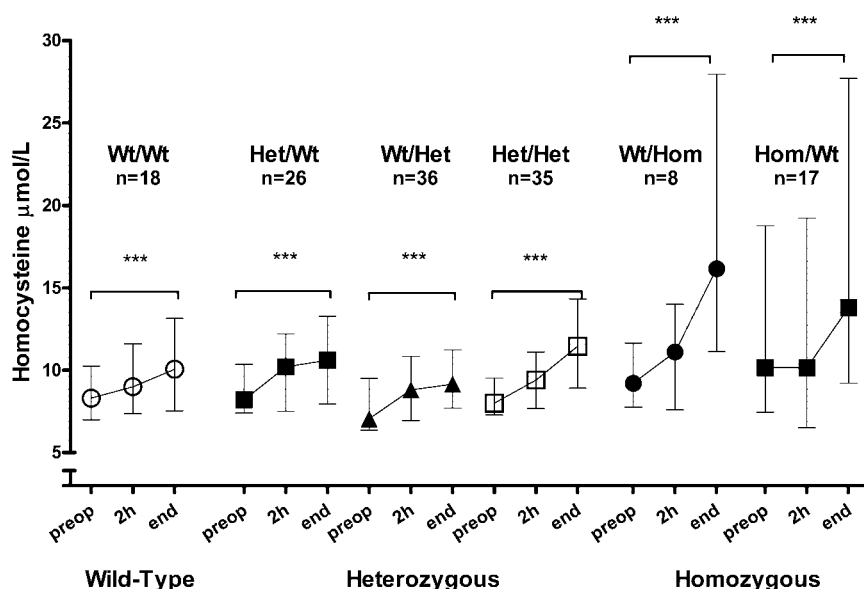 Homocysteine μmol/L
30
25
20
15
10
5
Wt/Wt
n=18
Het/Wt
n=26
Wt/Het
n=36
Het/Het
n=35
Wt/Hom
n=8
Hom/Wt
n=17
***
***
***
***
***
***
preop 2h end preop 2h end preop 2h end preop 2h end preop 2h end preop 2h end
Wild-Type Heterozygous Homozygous